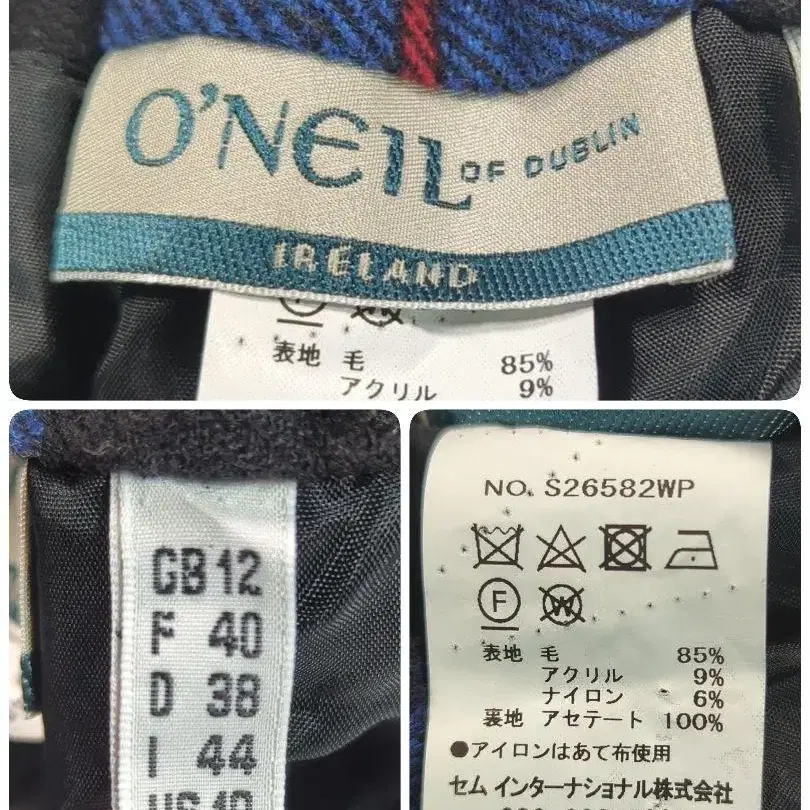 O'NEIL OF DUBLIN
IRELAND
表地 毛 85%
アクリル 9%
GB 12
F 40
D 38
I 44
NO. S26582WP
F
W
表地 毛 85%
アクリル 9%
ナイロン 6%
裏地 アセテート 100%
●アイロンはあて布使用
セム インターナショナル株式会社